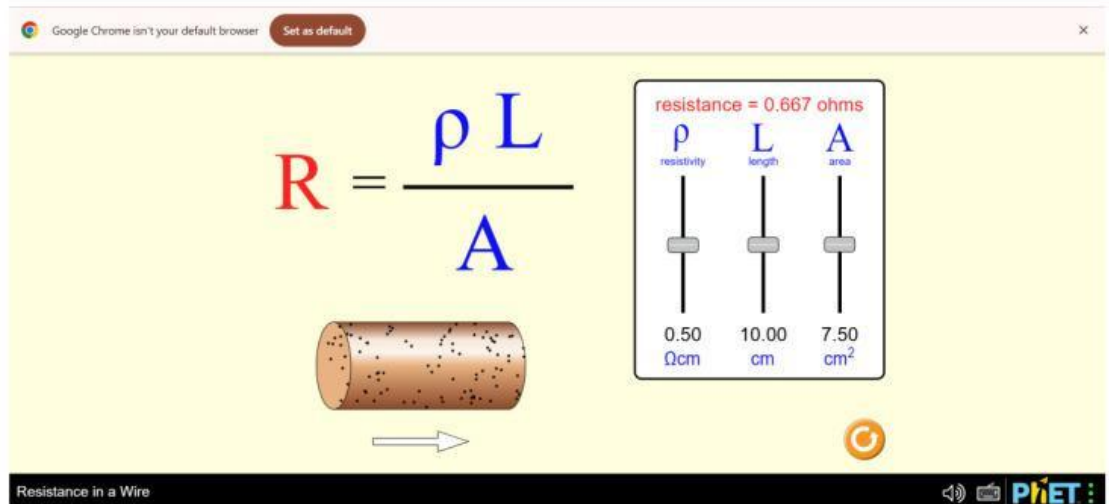 Google Chrome isn't your default browser Set as default
R = ρ L / A
resistance = 0.667 ohms
ρ L A
resistivity length area
0.50 10.00 7.50
Ωcm cm cm²
Resistance in a Wire PhET